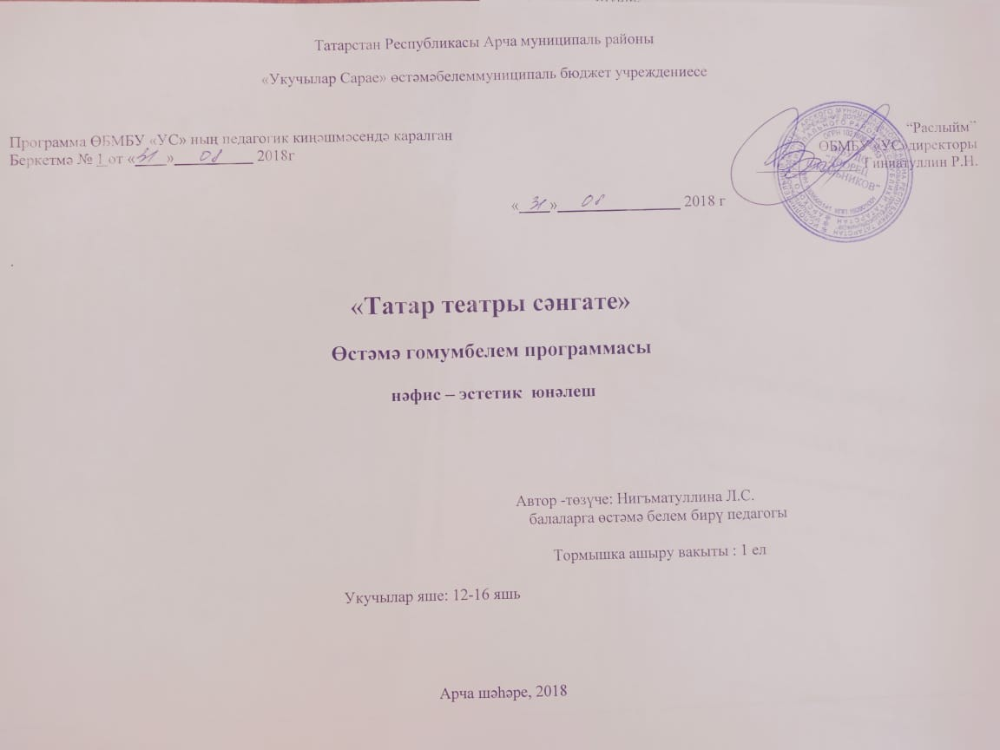 Татарстан Республикасы Арча муниципаль районы
«Укучылар Сарае» өстәмәбелеммуниципаль бюджет учреждениесе
Программа ӨБМБУ «УС» ның педагогик киңәшмәсендә каралган
Беркетмә № 1 от «31» 08 2018г
“Раслыйм”
ӨБМБУ «УС» директоры
Гиниатуллин Р.Н.
«31» 08 2018 г
«Татар театры сәнгате»
Өстәмә гомумбелем программасы
нәфис – эстетик юнәлеш
Автор -төзүче: Нигъматуллина Л.С.
балаларга өстәмә белем бирү педагогы
Тормышка ашыру вакыты : 1 ел
Укучылар яше: 12-16 яшь
Арча шәһәре, 2018